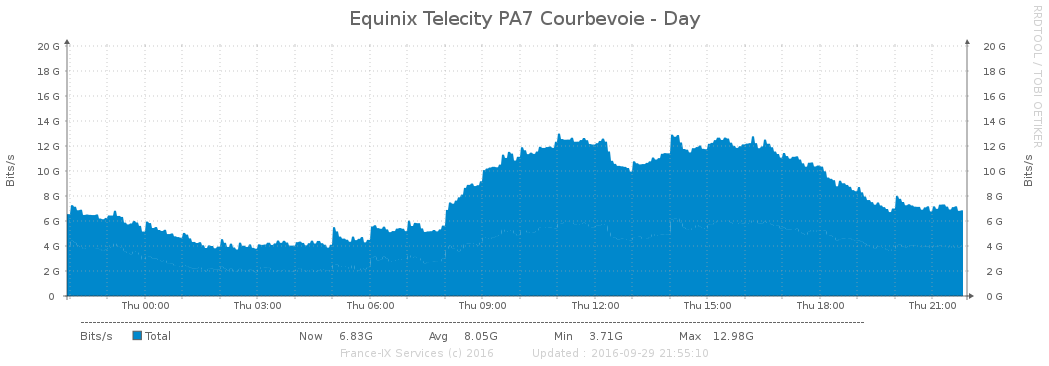 Equinix Telecity PA7 Courbevoie - Day
RRDTOOL / TOBI OETIKER
Bits/s
20 G 20 G
18 G 18 G
16 G 16 G
14 G 14 G
12 G 12 G
10 G 10 G
8 G 8 G
6 G 6 G
4 G 4 G
2 G 2 G
0 0 G
Bits/s
Thu 00:00 Thu 03:00 Thu 06:00 Thu 09:00 Thu 12:00 Thu 15:00 Thu 18:00 Thu 21:00
Bits/s Total Now 6.83G Avg 8.05G Min 3.71G Max 12.98G
France-IX Services (c) 2016 Updated : 2016-09-29 21:55:10